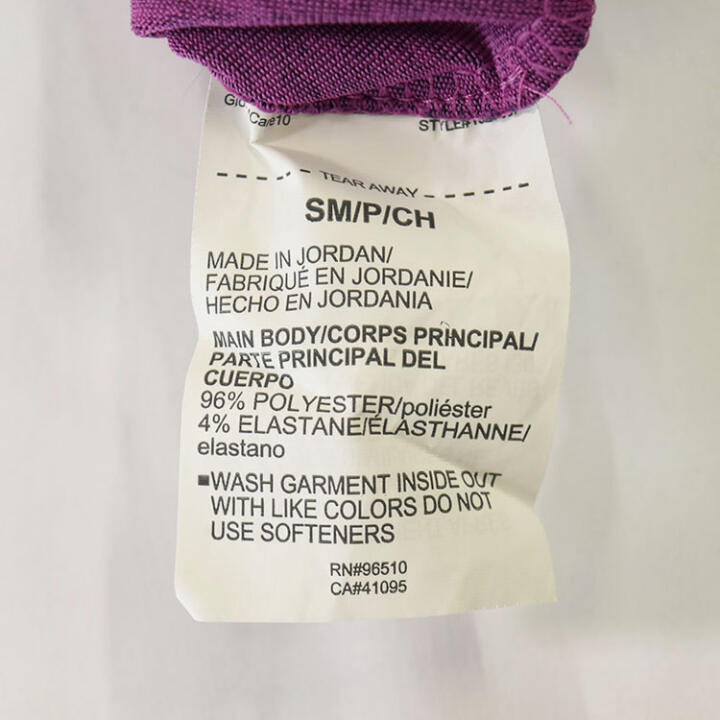 Care10
TEAR AWAY
SM/P/CH
MADE IN JORDAN/
FABRIQUÉ EN JORDANIE/
HECHO EN JORDANIA
MAIN BODY/CORPS PRINCIPAL/
PARTE PRINCIPAL DEL
CUERPO
96% POLYESTER/poliéster
4% ELASTANE/ÉLASTHANNE/
elastano
▪WASH GARMENT INSIDE OUT
WITH LIKE COLORS DO NOT
USE SOFTENERS
RN#96510
CA#41095